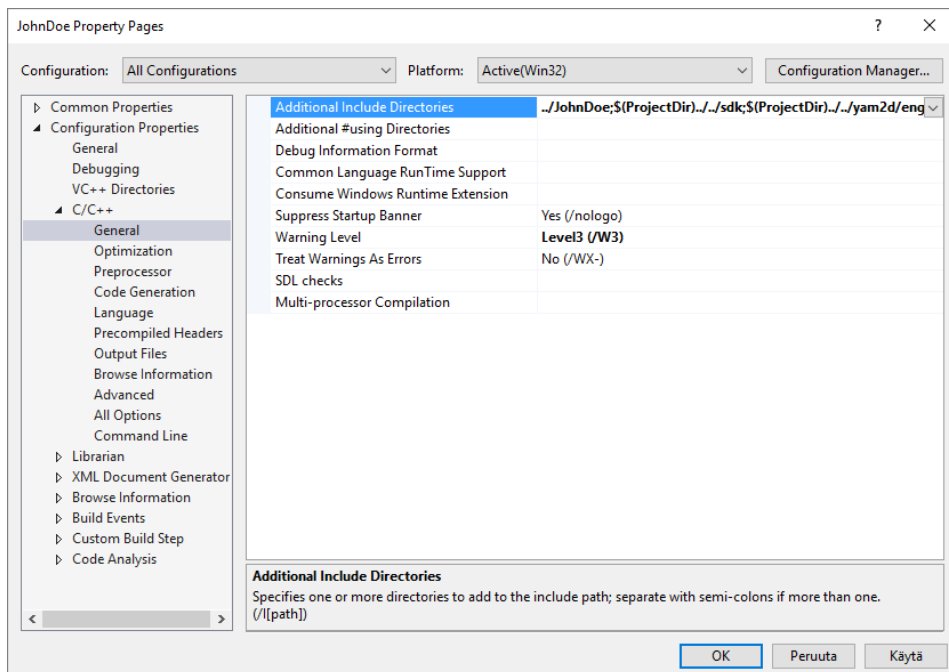 JohnDoe Property Pages
?
Configuration: All Configurations Platform: Active(Win32) Configuration Manager...
Common Properties
Configuration Properties
General
Debugging
VC++ Directories
C/C++
General
Optimization
Preprocessor
Code Generation
Language
Precompiled Headers
Output Files
Browse Information
Advanced
All Options
Command Line
Librarian
XML Document Generator
Browse Information
Build Events
Custom Build Step
Code Analysis
Additional Include Directories ../JohnDoe;$(ProjectDir)../../sdk;$(ProjectDir)../../yam2d/eng
Additional #using Directories
Debug Information Format
Common Language RunTime Support
Consume Windows Runtime Extension
Suppress Startup Banner Yes (/nologo)
Warning Level Level3 (/W3)
Treat Warnings As Errors No (/WX-)
SDL checks
Multi-processor Compilation
Additional Include Directories
Specifies one or more directories to add to the include path; separate with semi-colons if more than one.
(/I[path])
OK Peruuta Käytä